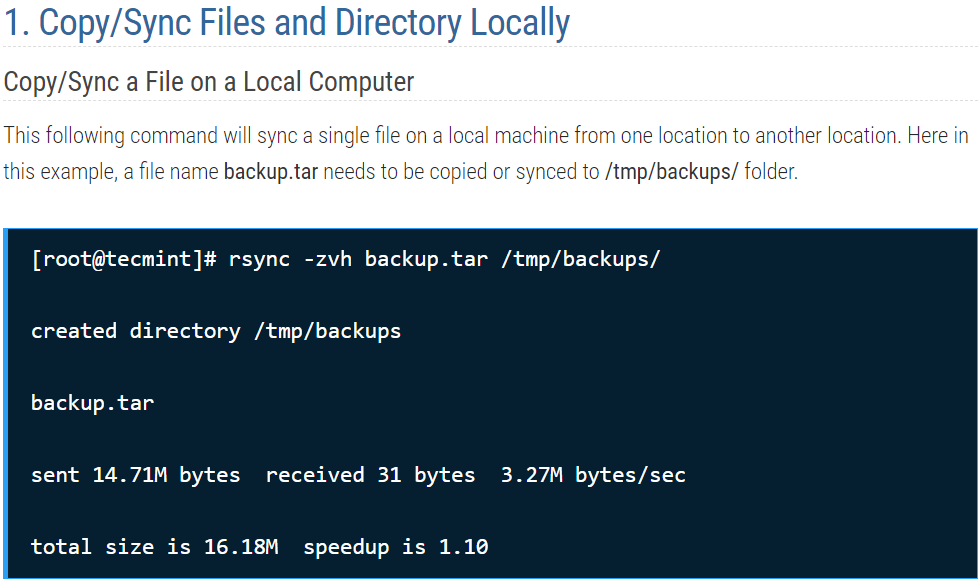 1. Copy/Sync Files and Directory Locally
Copy/Sync a File on a Local Computer
This following command will sync a single file on a local machine from one location to another location. Here in
this example, a file name backup.tar needs to be copied or synced to /tmp/backups/ folder.
[root@tecmint]# rsync -zvh backup.tar /tmp/backups/
created directory /tmp/backups
backup.tar
sent 14.71M bytes  received 31 bytes  3.27M bytes/sec
total size is 16.18M  speedup is 1.10